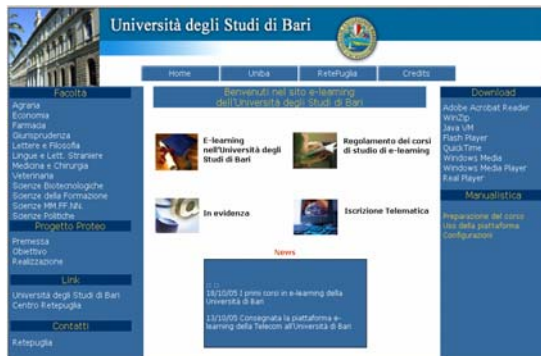 Università degli Studi di Bari
Home
Uniba
RetePuglia
Credits
Facoltà
Agraria
Economia
Farmacia
Giurisprudenza
Lettere e Filosofia
Lingue e Lett. Straniere
Medicina e Chirurgia
Veterinaria
Scienze Biotecnologiche
Scienze della Formazione
Scienze MM.FF.NN.
Scienze Politiche
Progetto Proteo
Premessa
Obiettivo
Realizzazione
Link
Università degli Studi di Bari
Centro Retepuglia
Contatti
Retepuglia
Benvenuti nel sito e-learning
dell'Università degli Studi di Bari
E-learning
nell'Università degli
Studi di Bari
Regolamento dei corsi
di studio di e-learning
In evidenza
Iscrizione Telematica
News
18/10/05 I primi corsi in e-learning della
Università di Bari
13/10/05 Consegnata la piattaforma e-
learning della Telecom all'Università di Bari
Download
Adobe Acrobat Reader
WinZip
Java VM
Flash Player
QuickTime
Windows Media
Windows Media Player
Real Player
Manualistica
Preparazione del corso
Uso della piattaforma
Configurazioni